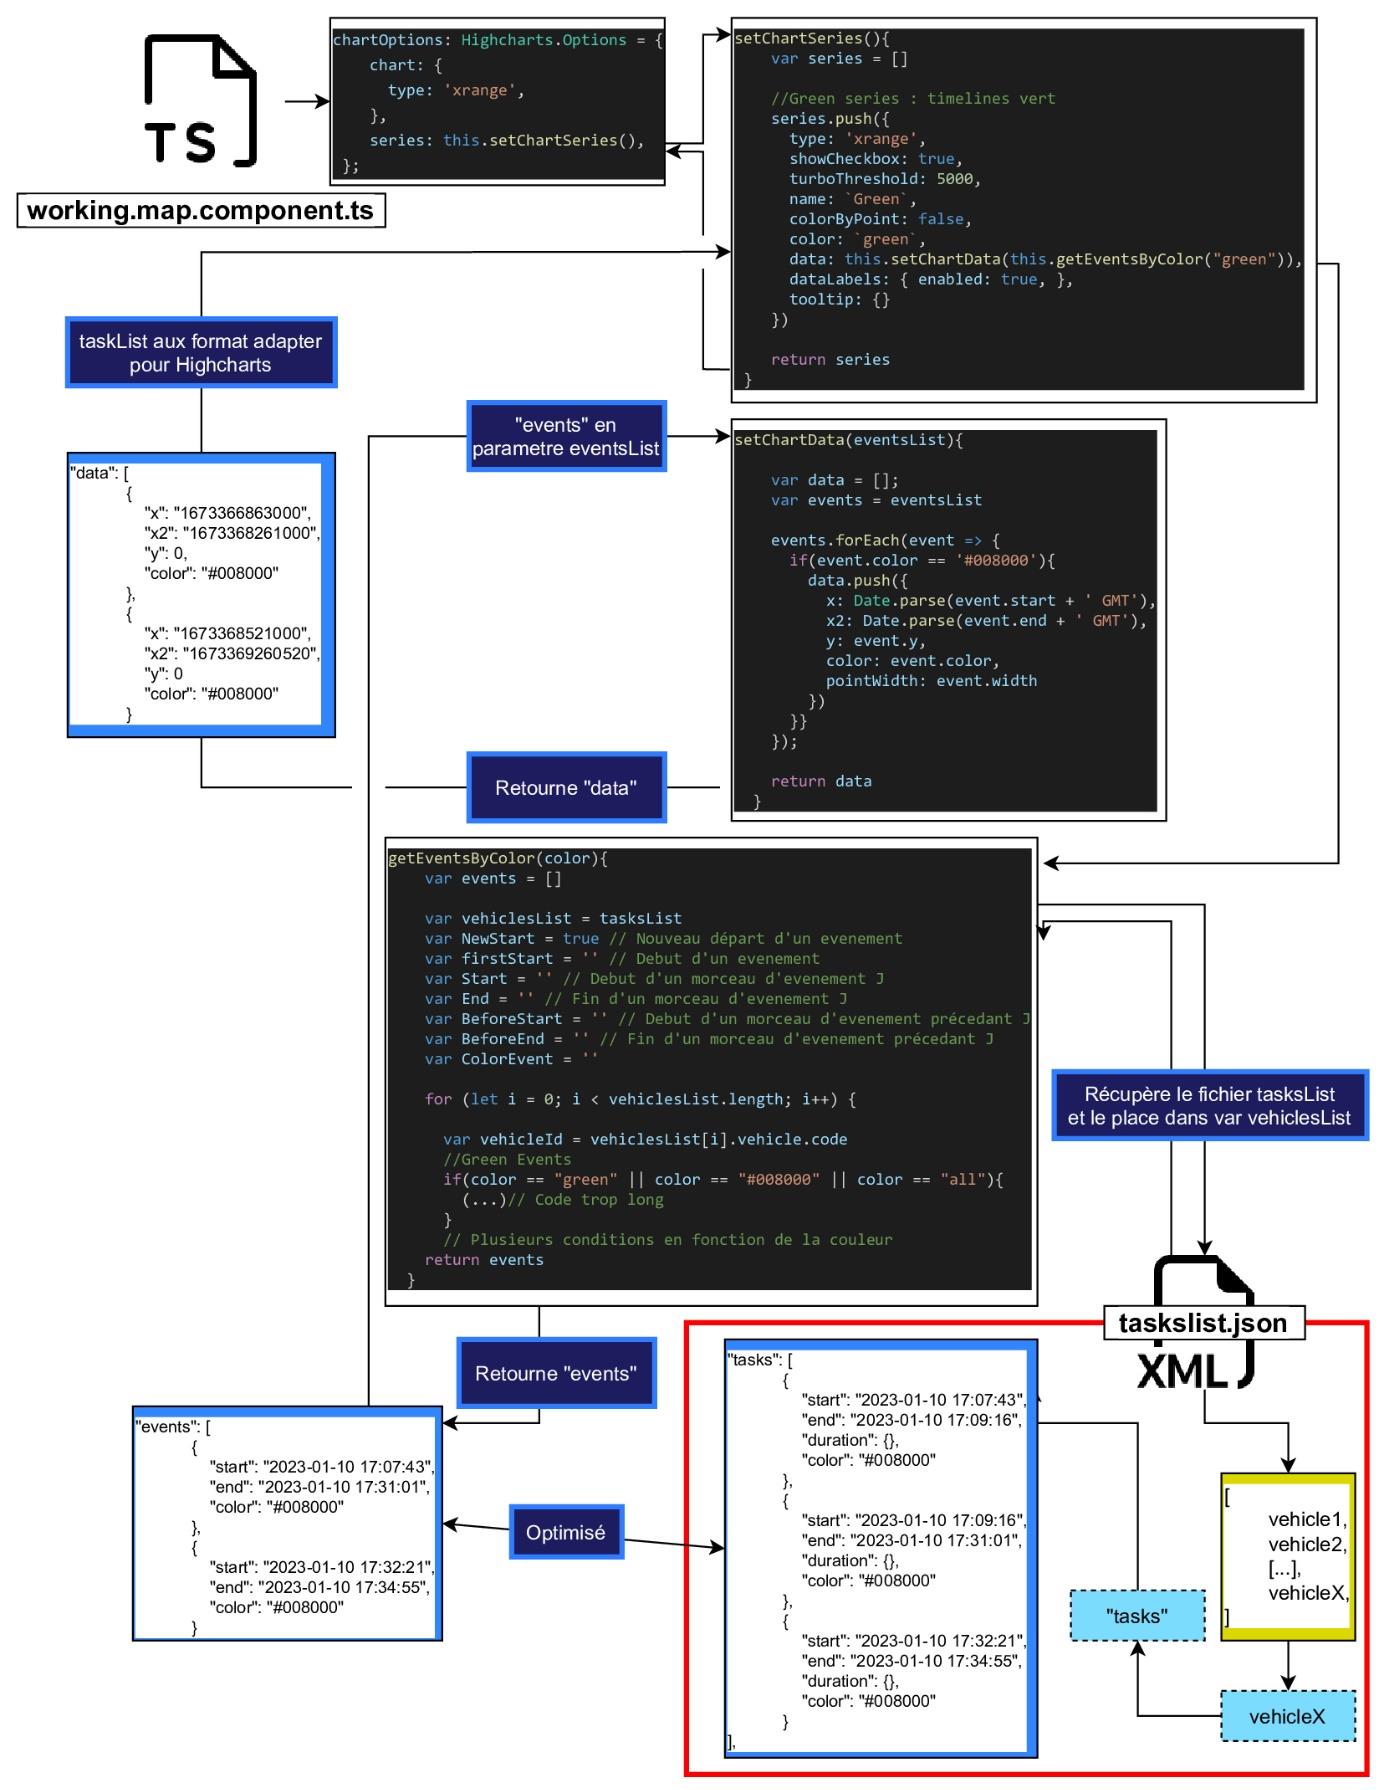 TS
working.map.component.ts
chartOptions: Highcharts.Options = {
chart: {
type: 'xrange',
},
series: this.setChartSeries(),
};
setChartSeries(){
var series = []
//Green series : timelines vert
series.push({
type: 'xrange',
showCheckbox: true,
turboThreshold: 5000,
name: `Green`,
colorByPoint: false,
color: `green`,
data: this.setChartData(this.getEventsByColor("green")),
dataLabels: { enabled: true, },
tooltip: {}
})
return series
}
taskList aux format adapter
pour Highcharts
"events" en
parametre eventsList
"data": [
{
"x": "1673366863000",
"x2": "1673368261000",
"y": 0,
"color": "#008000"
},
{
"x": "1673368521000",
"x2": "1673369260520",
"y": 0
"color": "#008000"
}
setChartData(eventsList){
var data = [];
var events = eventsList
events.forEach(event => {
if(event.color == '#008000'){
data.push({
x: Date.parse(event.start + ' GMT'),
x2: Date.parse(event.end + ' GMT'),
y: event.y,
color: event.color,
pointWidth: event.width
})
}}
});
return data
}
Retourne "data"
getEventsByColor(color){
var events = []
var vehiclesList = tasksList
var NewStart = true // Nouveau départ d'un evenement
var firstStart = '' // Debut d'un evenement
var Start = '' // Debut d'un morceau d'evenement J
var End = '' // Fin d'un morceau d'evenement J
var BeforeStart = '' // Debut d'un morceau d'evenement précedant J
var BeforeEnd = '' // Fin d'un morceau d'evenement précedant J
var ColorEvent = ''
for (let i = 0; i < vehiclesList.length; i++) {
var vehicleId = vehiclesList[i].vehicle.code
//Green Events
if(color == "green" || color == "#008000" || color == "all"){
(...)// Code trop long
}
// Plusieurs conditions en fonction de la couleur
return events
}
Récupère le fichier tasksList
et le place dans var vehiclesList
Retourne "events"
taskslist.json
XML
"events": [
{
"start": "2023-01-10 17:07:43",
"end": "2023-01-10 17:31:01",
"color": "#008000"
},
{
"start": "2023-01-10 17:32:21",
"end": "2023-01-10 17:34:55",
"color": "#008000"
}
Optimisé
"tasks": [
{
"start": "2023-01-10 17:07:43",
"end": "2023-01-10 17:09:16",
"duration": {},
"color": "#008000"
},
{
"start": "2023-01-10 17:09:16",
"end": "2023-01-10 17:31:01",
"duration": {},
"color": "#008000"
},
{
"start": "2023-01-10 17:32:21",
"end": "2023-01-10 17:34:55",
"duration": {},
"color": "#008000"
}
],
[
vehicle1,
vehicle2,
[...],
vehicleX,
]
"tasks"
vehicleX